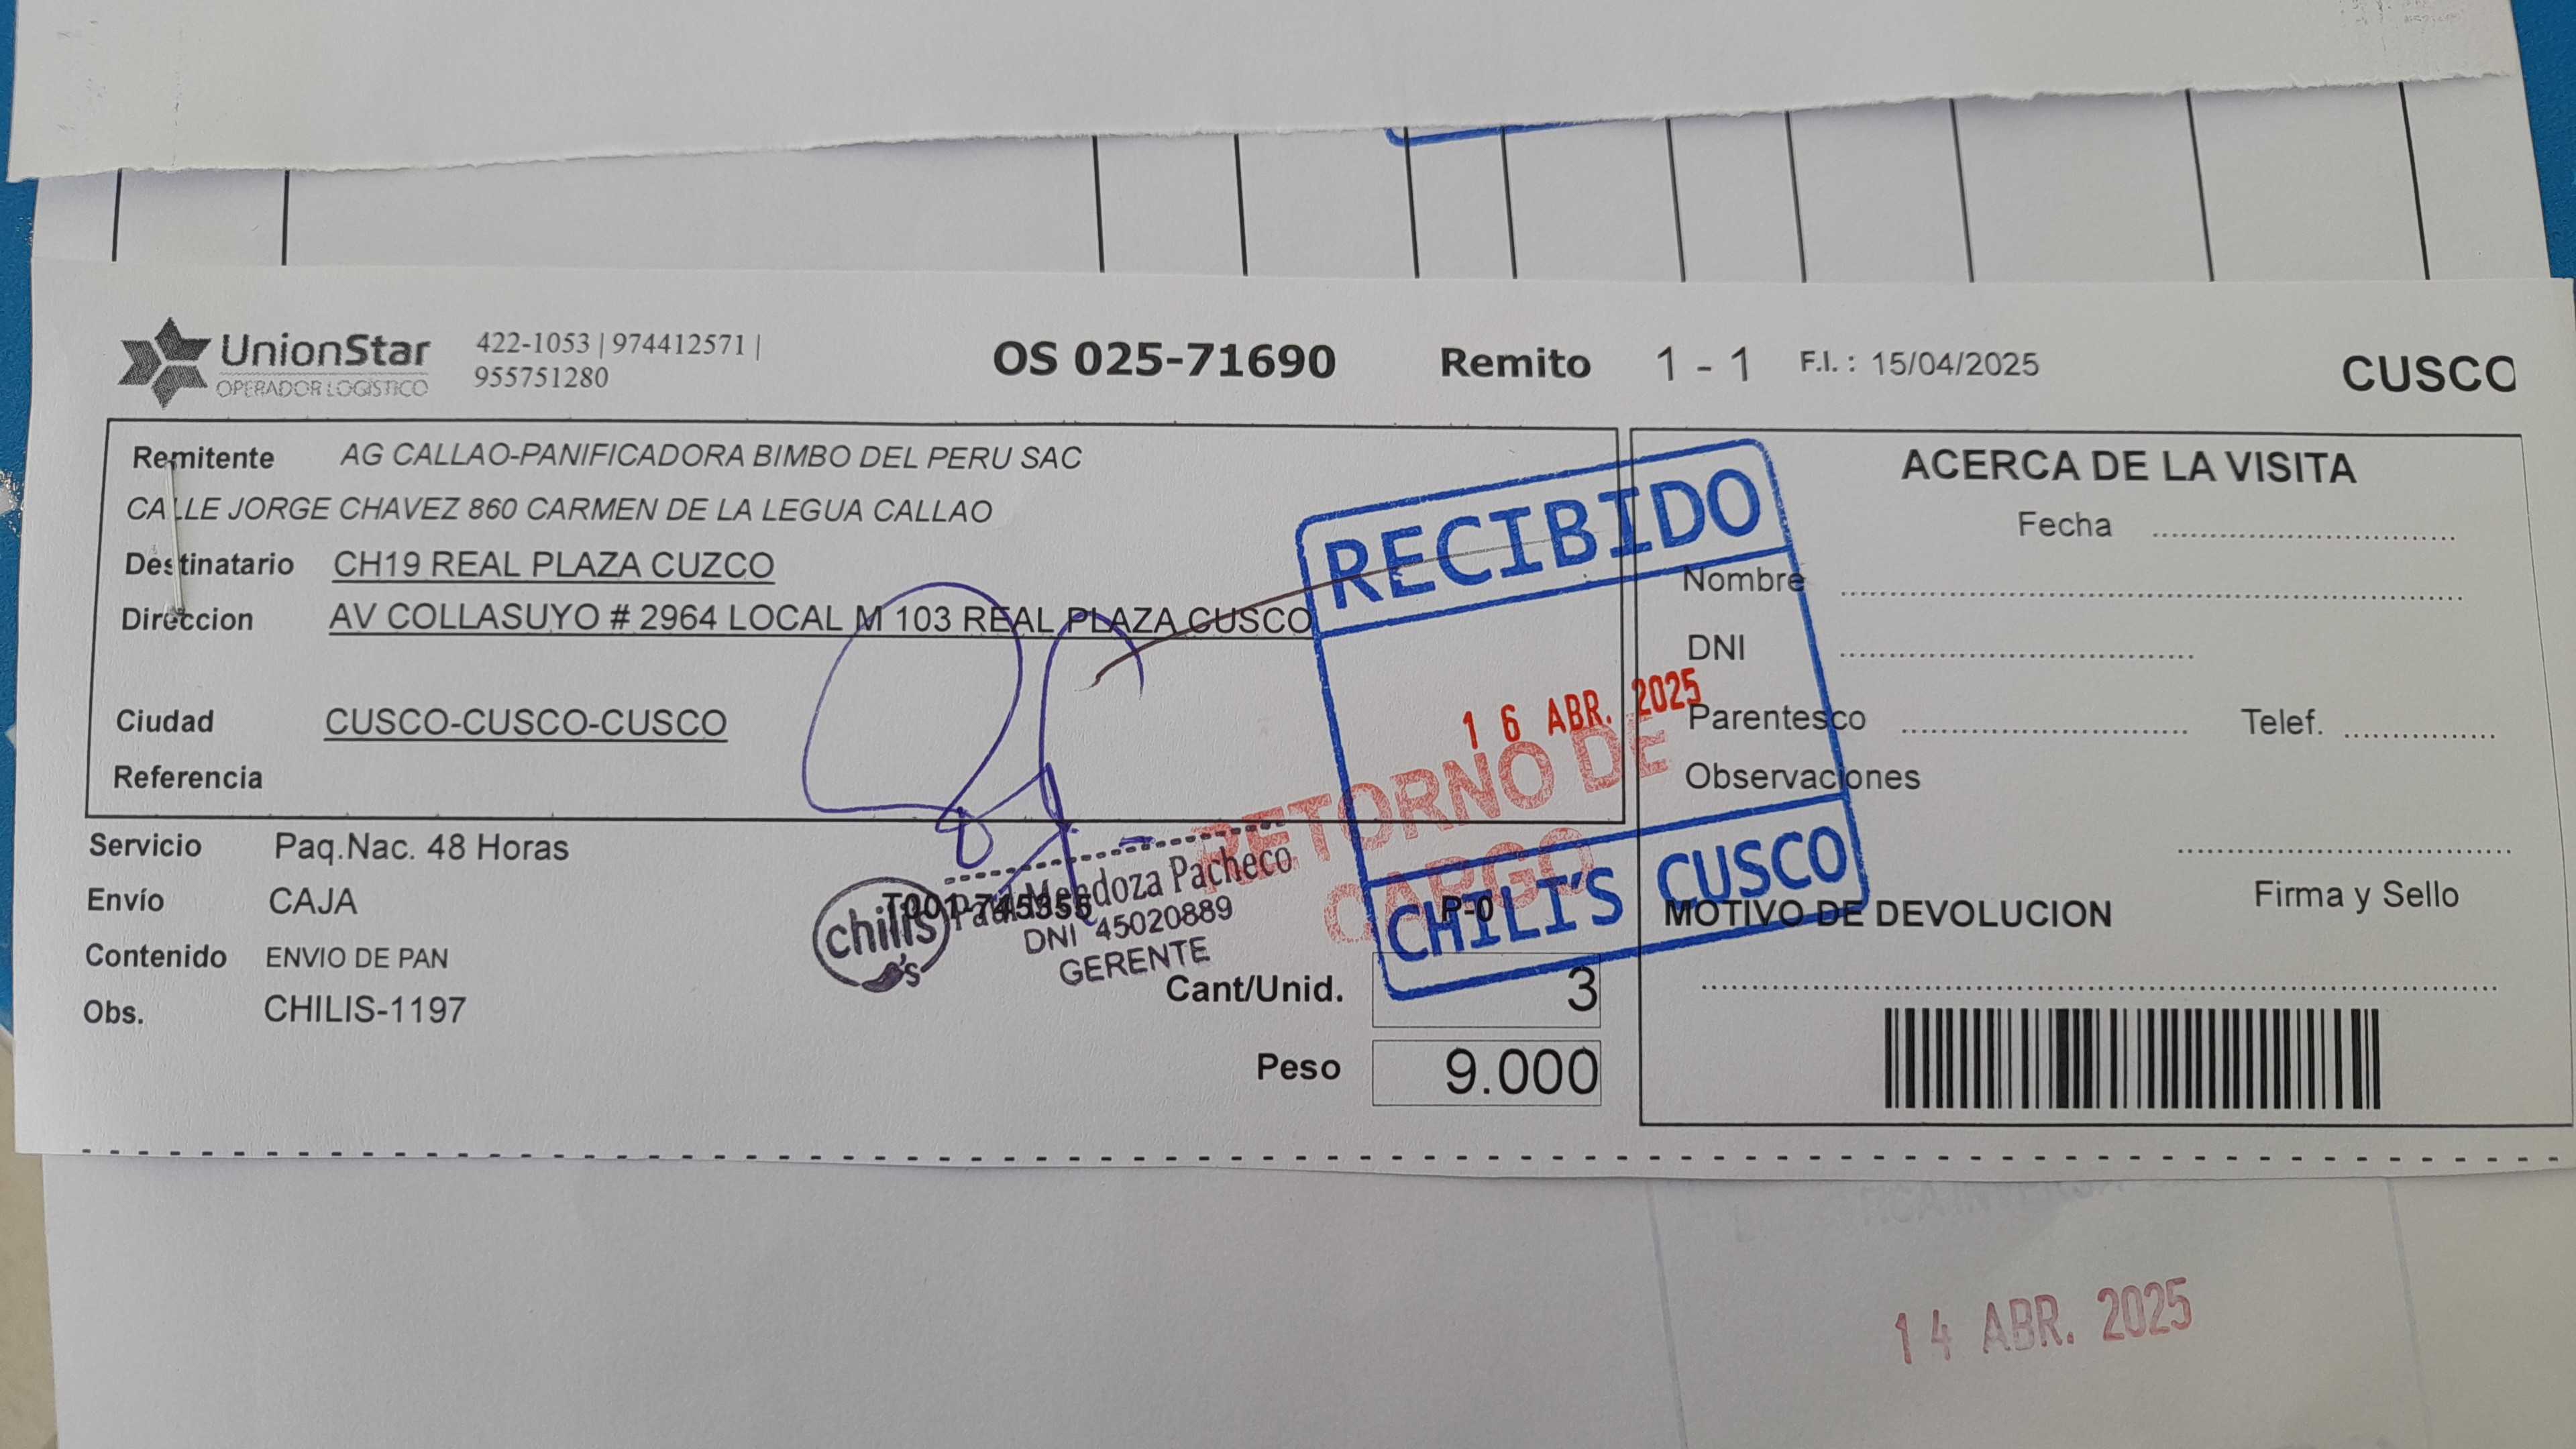 UnionStar
OPERADOR LOGÍSTICO
422-1053 | 974412571 |
955751280
OS 025-71690
Remito 1 - 1
F.I. : 15/04/2025
CUSCO
Remitente AG CALLAO-PANIFICADORA BIMBO DEL PERU SAC
CALLE JORGE CHAVEZ 860 CARMEN DE LA LEGUA CALLAO
Destinatario CH19 REAL PLAZA CUZCO
Direccion AV COLLASUYO # 2964 LOCAL M 103 REAL PLAZA CUSCO
Ciudad CUSCO-CUSCO-CUSCO
Referencia
Servicio Paq.Nac. 48 Horas
Envío CAJA
Contenido ENVIO DE PAN
Obs. CHILIS-1197
T001-745355
P-0
Cant/Unid. 3
Peso 9.000
chili's
Mendoza Pacheco
DNI 45020889
GERENTE
RECIBIDO
16 ABR. 2025
CHILI'S CUSCO
RETORNO DE
CARGO
ACERCA DE LA VISITA
Fecha
Nombre
DNI
Parentesco
Telef.
Observaciones
Firma y Sello
MOTIVO DE DEVOLUCION
14 ABR. 2025